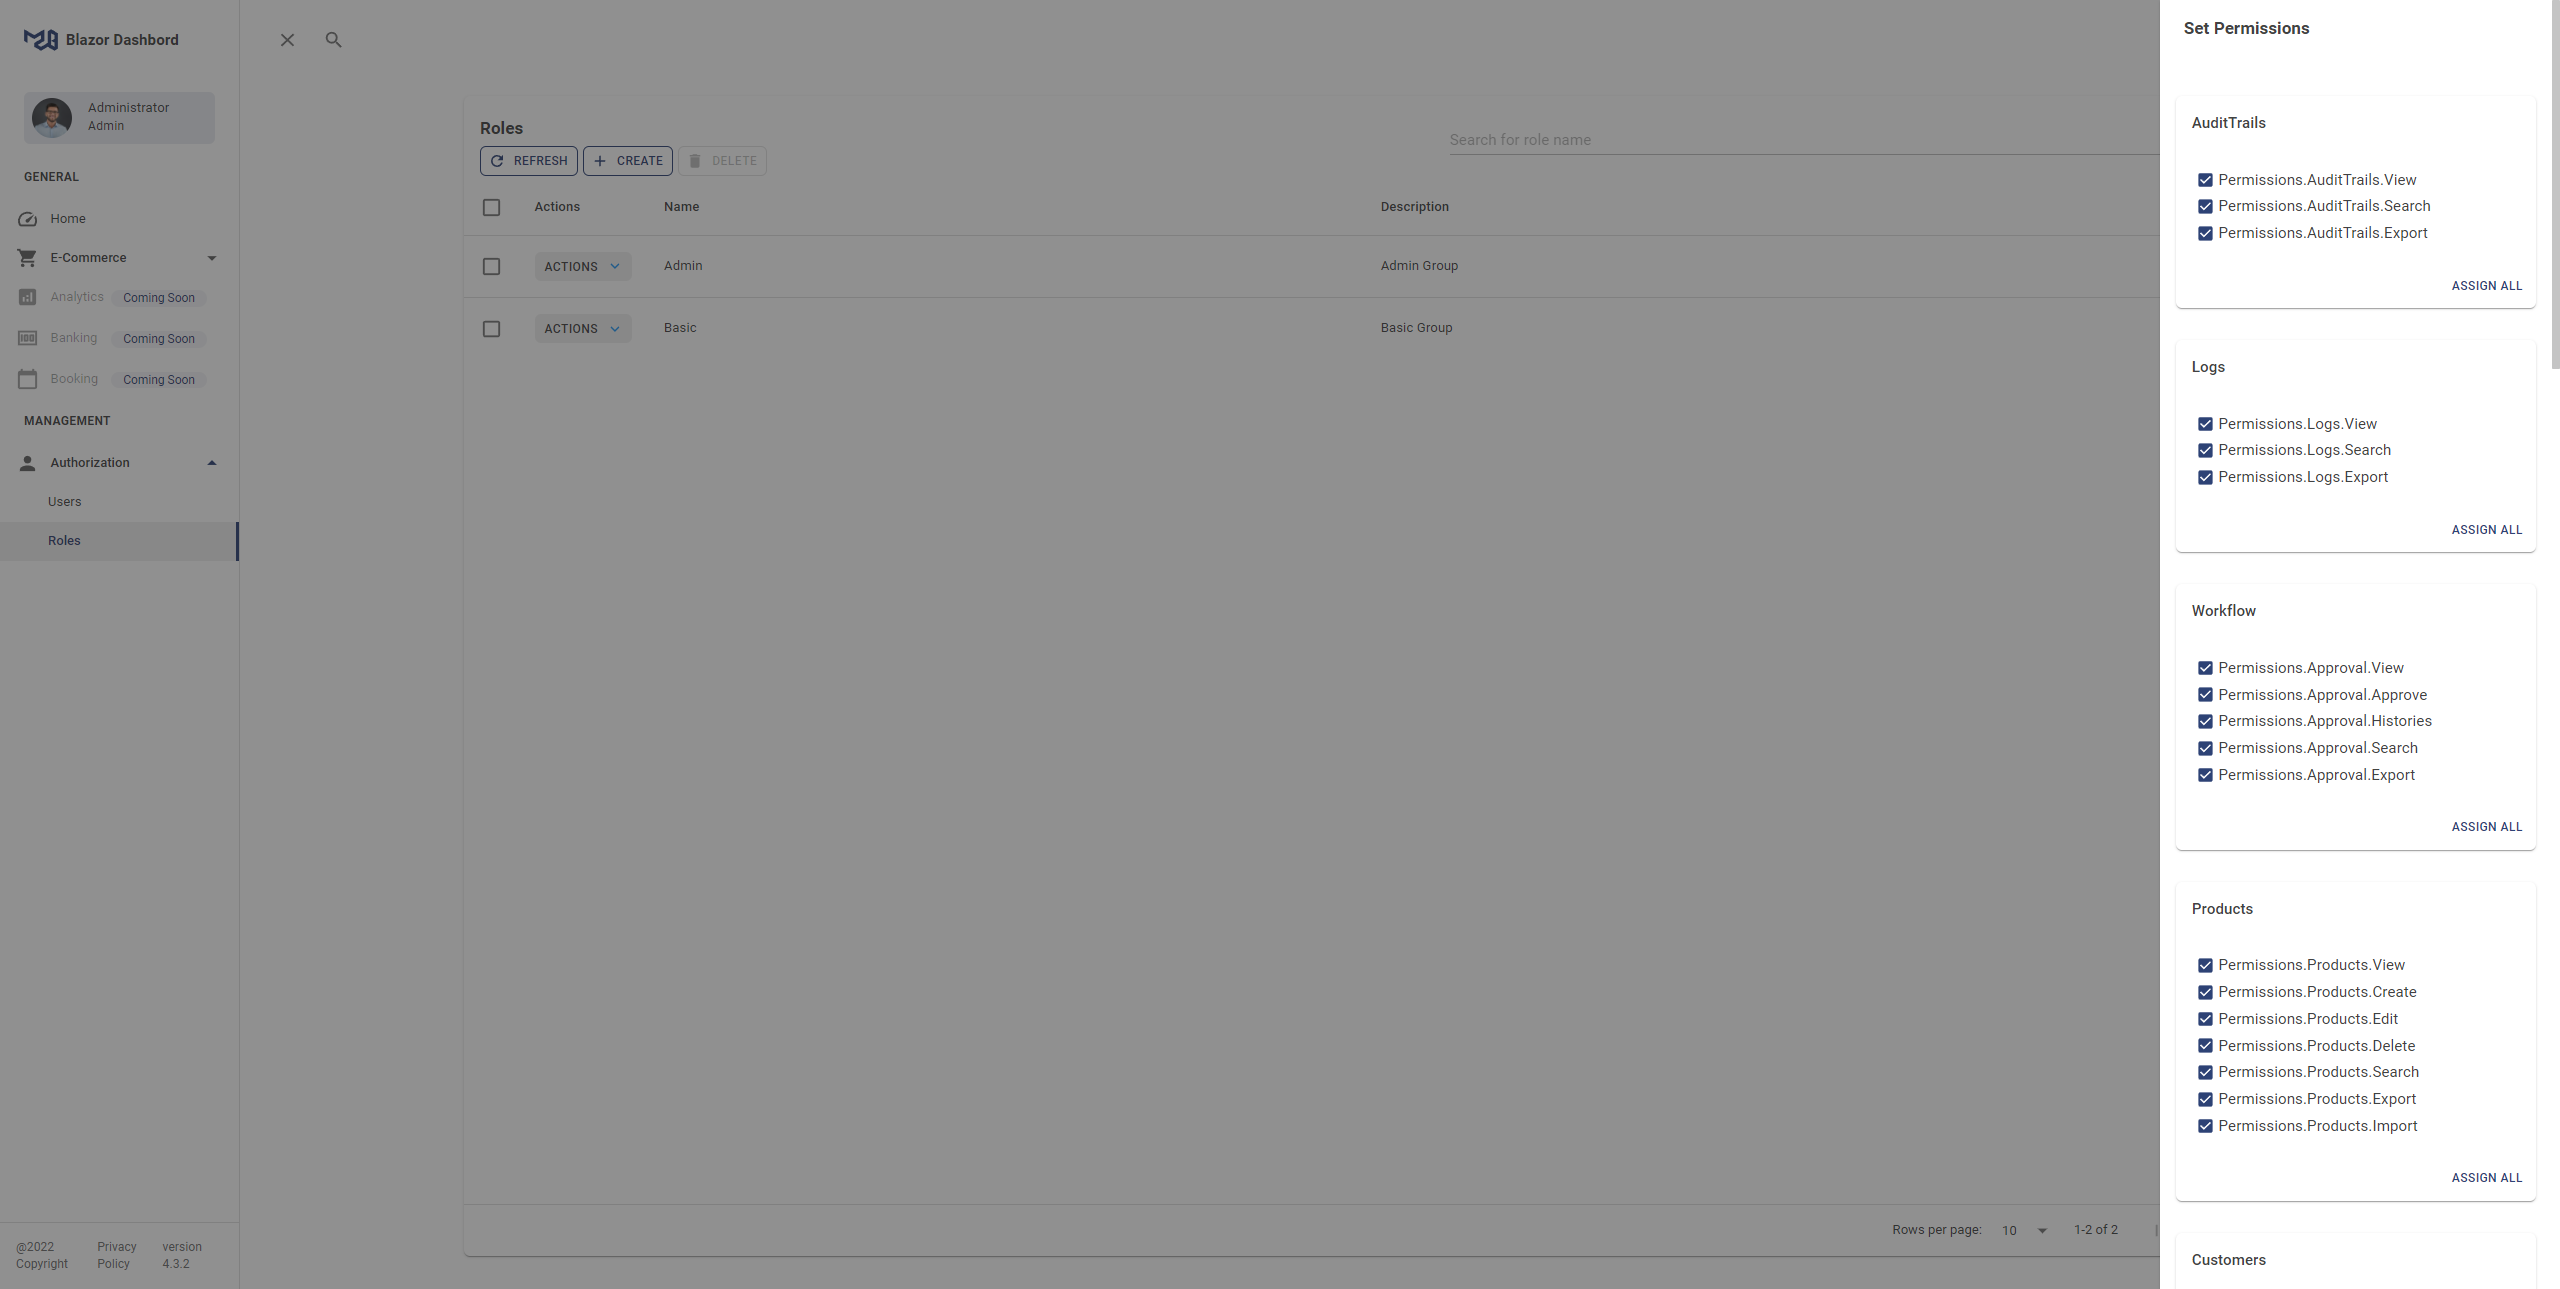 Blazor Dashbord
Administrator
Admin
GENERAL
Home
E-Commerce
Analytics Coming Soon
Banking Coming Soon
Booking Coming Soon
MANAGEMENT
Authorization
Users
Roles
@2022 Copyright
Privacy Policy
version 4.3.2
Roles
REFRESH CREATE DELETE
Search for role name
Actions Name Description
ACTIONS Admin Admin Group
ACTIONS Basic Basic Group
Rows per page: 10 1-2 of 2
Set Permissions
AuditTrails
Permissions.AuditTrails.View
Permissions.AuditTrails.Search
Permissions.AuditTrails.Export
ASSIGN ALL
Logs
Permissions.Logs.View
Permissions.Logs.Search
Permissions.Logs.Export
ASSIGN ALL
Workflow
Permissions.Approval.View
Permissions.Approval.Approve
Permissions.Approval.Histories
Permissions.Approval.Search
Permissions.Approval.Export
ASSIGN ALL
Products
Permissions.Products.View
Permissions.Products.Create
Permissions.Products.Edit
Permissions.Products.Delete
Permissions.Products.Search
Permissions.Products.Export
Permissions.Products.Import
ASSIGN ALL
Customers